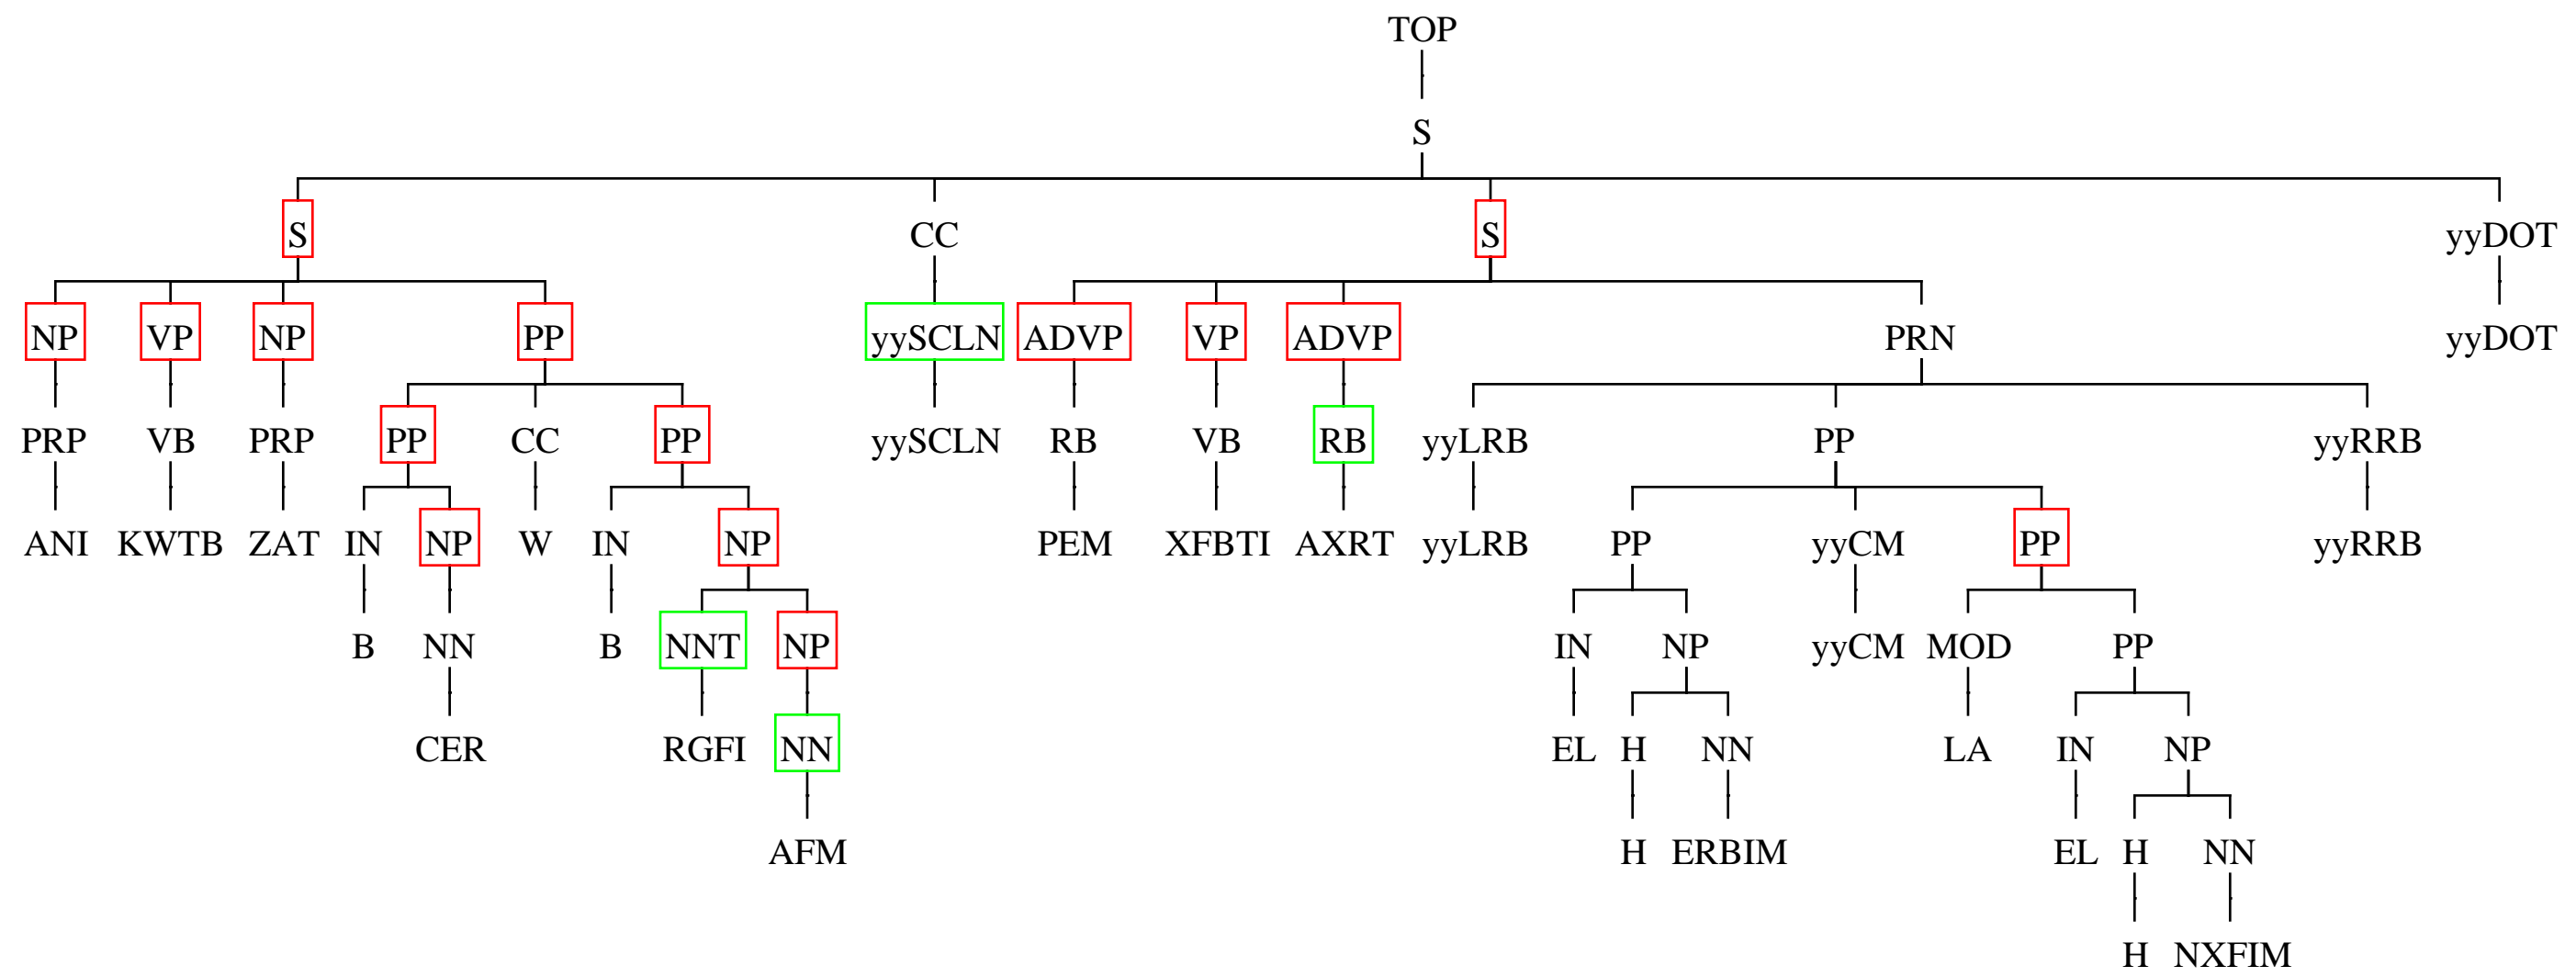 TOP
S
S CC S yyDOT
NP VP NP PP yySCLN ADVP VP ADVP PRN yyDOT
PRP VB PRP PP CC PP yySCLN RB VB RB yyLRB PP yyRRB
ANI KWTB ZAT IN NP W IN NP PEM XFBTI AXRT yyLRB PP yyCM PP yyRRB
B NN B NNT NP IN NP yyCM MOD PP
CER RGFI NN EL H NN LA IN NP
AFM H ERBIM EL H NN
H NXFIM